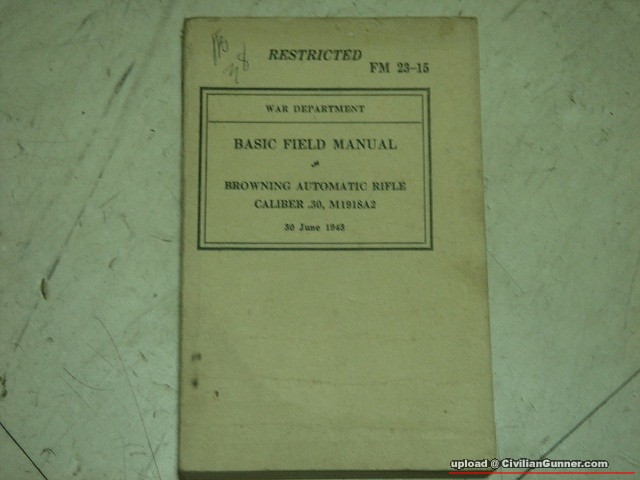 RESTRICTED
FM 23-15
WAR DEPARTMENT
BASIC FIELD MANUAL
BROWNING AUTOMATIC RIFLE
CALIBER .30, M1918A2
30 June 1943
upload @ CivilianGunner.com